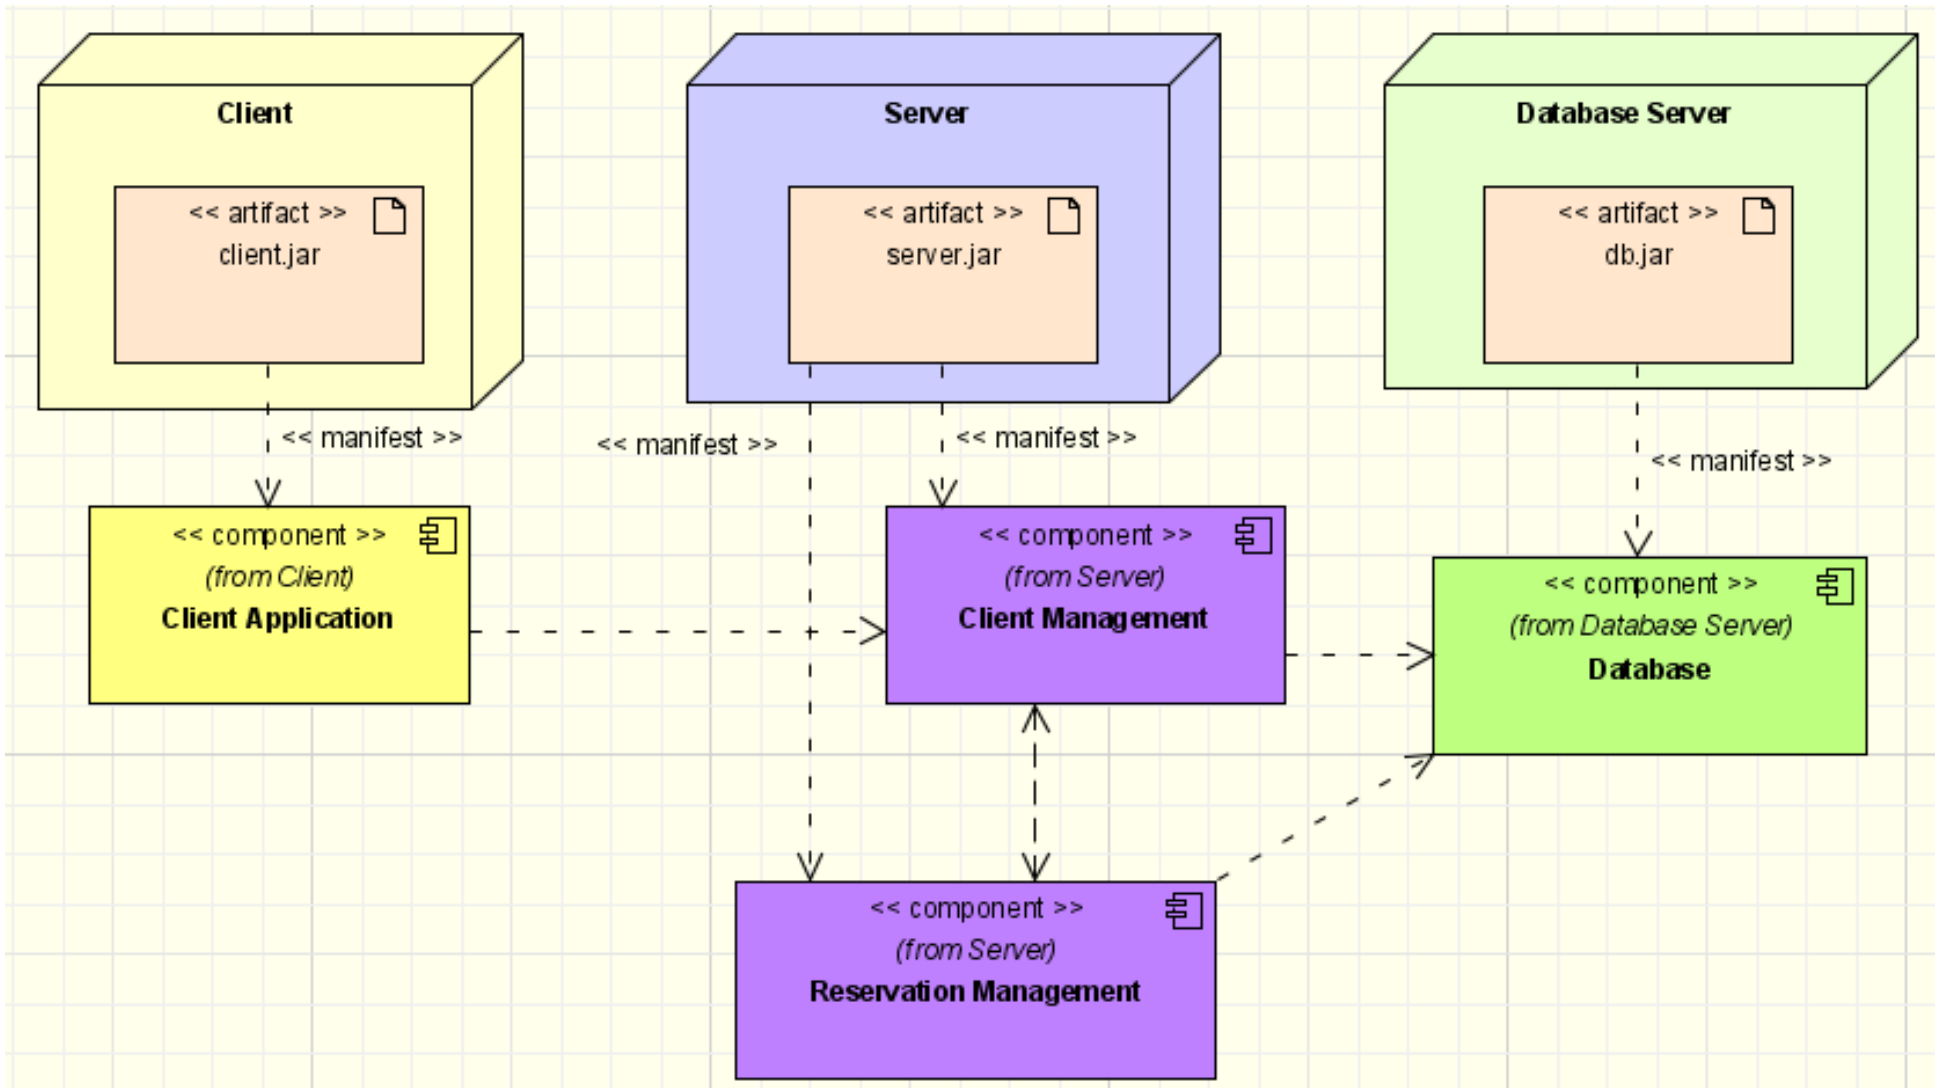 Client
<< artifact >>
client.jar
Server
<< artifact >>
server.jar
Database Server
<< artifact >>
db.jar
<< manifest >>
<< manifest >>
<< manifest >>
<< manifest >>
<< component >>
(from Client)
Client Application
<< component >>
(from Server)
Client Management
<< component >>
(from Database Server)
Database
<< component >>
(from Server)
Reservation Management